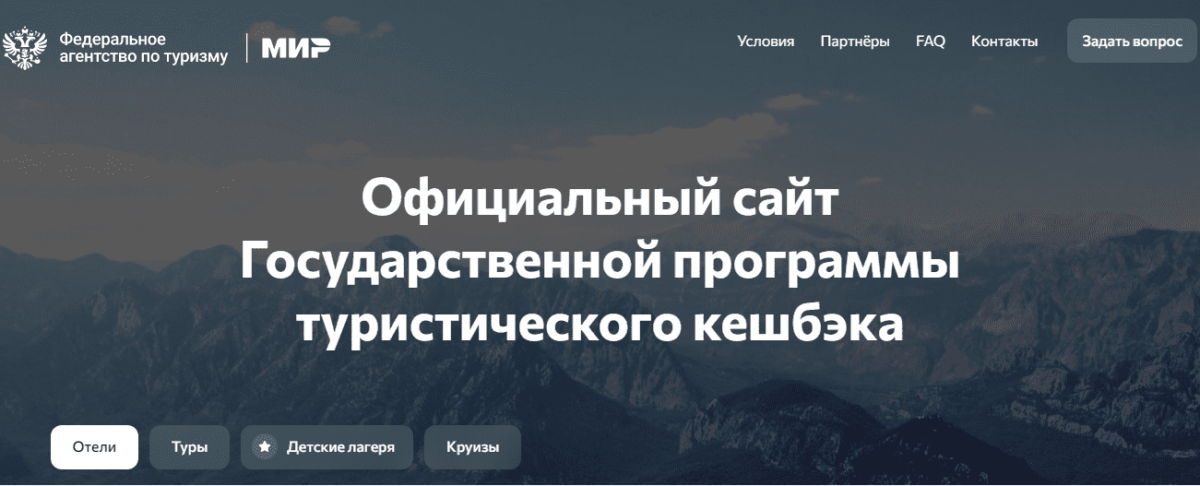 Федеральное
агентство по туризму
МИР
Условия Партнёры FAQ Контакты Задать вопрос
Официальный сайт
Государственной программы
туристического кешбэка
Отели Туры Детские лагеря Круизы